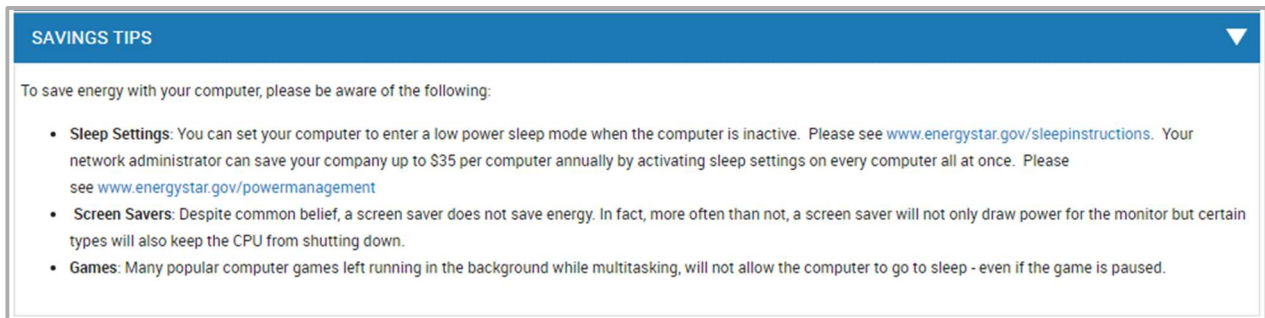 SAVINGS TIPS
To save energy with your computer, please be aware of the following:
• Sleep Settings: You can set your computer to enter a low power sleep mode when the computer is inactive.  Please see www.energystar.gov/sleepinstructions.  Your
network administrator can save your company up to $35 per computer annually by activating sleep settings on every computer all at once.  Please
see www.energystar.gov/powermanagement
• Screen Savers: Despite common belief, a screen saver does not save energy. In fact, more often than not, a screen saver will not only draw power for the monitor but certain
types will also keep the CPU from shutting down.
• Games: Many popular computer games left running in the background while multitasking, will not allow the computer to go to sleep - even if the game is paused.